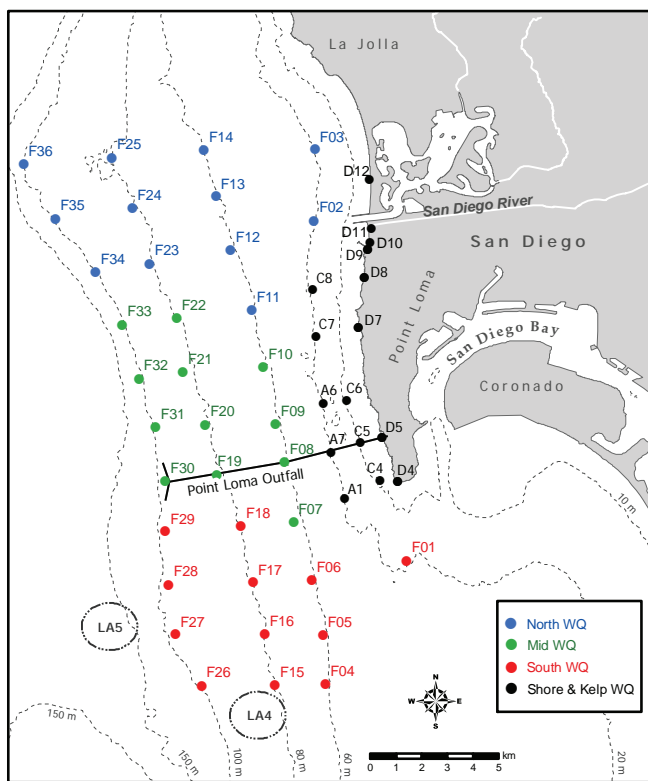 La Jolla
F03
F14
F25
F36
D12
F13
F24
F35
F02
San Diego River
D11
D10
San Diego
D9
F12
F23
F34
D8
C8
F11
F22
F33
D7
C7
Point Loma
San Diego Bay
F10
F21
F32
Coronado
A6
C6
F09
F20
F31
D5
C5
A7
F08
F19
F30
Point Loma Outfall
C4
D4
A1
10 m
F07
F18
F29
F01
F06
F17
F28
F05
F16
F27
LA5
F04
F15
F26
LA4
North WQ
Mid WQ
South WQ
Shore & Kelp WQ
N
W
E
S
150 m
150 m
100 m
80 m
60 m
20 m
km
0 1 2 3 4 5